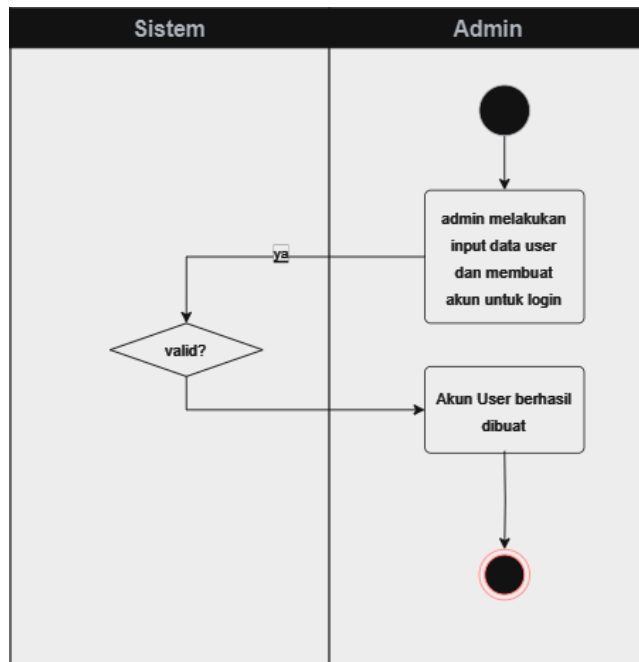 Sistem
Admin
admin melakukan
input data user
dan membuat
akun untuk login
ya
valid?
Akun User berhasil
dibuat